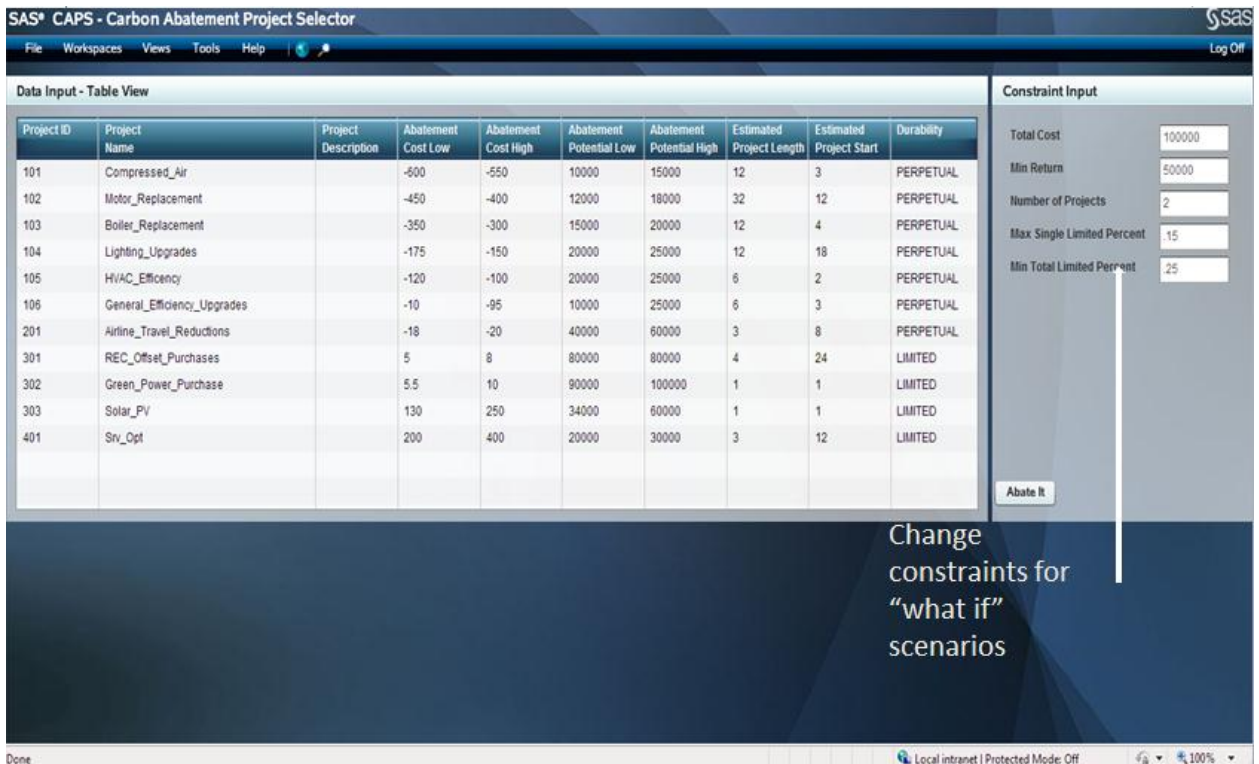 SAS® CAPS - Carbon Abatement Project Selector
sas
File Workspaces Views Tools Help
Log Off
Data Input - Table View
Project ID Project Name Project Description Abatement Cost Low Abatement Cost High Abatement Potential Low Abatement Potential High Estimated Project Length Estimated Project Start Durability
101 Compressed_Air -600 -550 10000 15000 12 3 PERPETUAL
102 Motor_Replacement -450 -400 12000 18000 32 12 PERPETUAL
103 Boiler_Replacement -350 -300 15000 20000 12 4 PERPETUAL
104 Lighting_Upgrades -175 -150 20000 25000 12 18 PERPETUAL
105 HVAC_Efficency -120 -100 20000 25000 6 2 PERPETUAL
106 General_Efficiency_Upgrades -10 -95 10000 25000 6 3 PERPETUAL
201 Airline_Travel_Reductions -18 -20 40000 60000 3 8 PERPETUAL
301 REC_Offset_Purchases 5 8 80000 80000 4 24 LIMITED
302 Green_Power_Purchase 5.5 10 90000 100000 1 1 LIMITED
303 Solar_PV 130 250 34000 60000 1 1 LIMITED
401 Srv_Opt 200 400 20000 30000 3 12 LIMITED
Constraint Input
Total Cost 100000
Min Return 50000
Number of Projects 2
Max Single Limited Percent .15
Min Total Limited Percent .25
Abate It
Change
constraints for
“what if”
scenarios
Done
Local intranet | Protected Mode: Off
100%